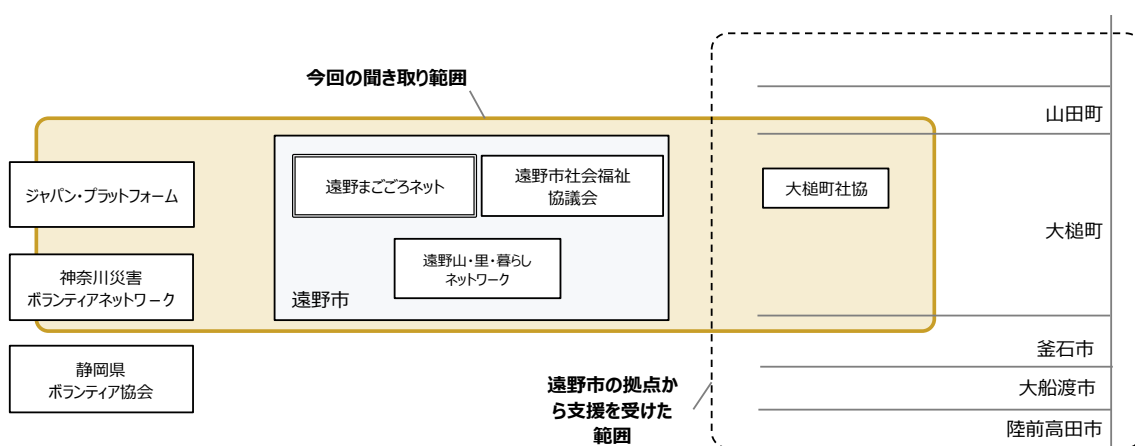 今回の聞き取り範囲
山田町
ジャパン・プラットフォーム
遠野まごころネット
遠野市社会福祉
協議会
大槌町社協
大槌町
神奈川災害
ボランティアネットワーク
遠野山・里・暮らし
ネットワーク
遠野市
静岡県
ボランティア協会
遠野市の拠点か
ら支援を受けた
範囲
釜石市
大船渡市
陸前高田市